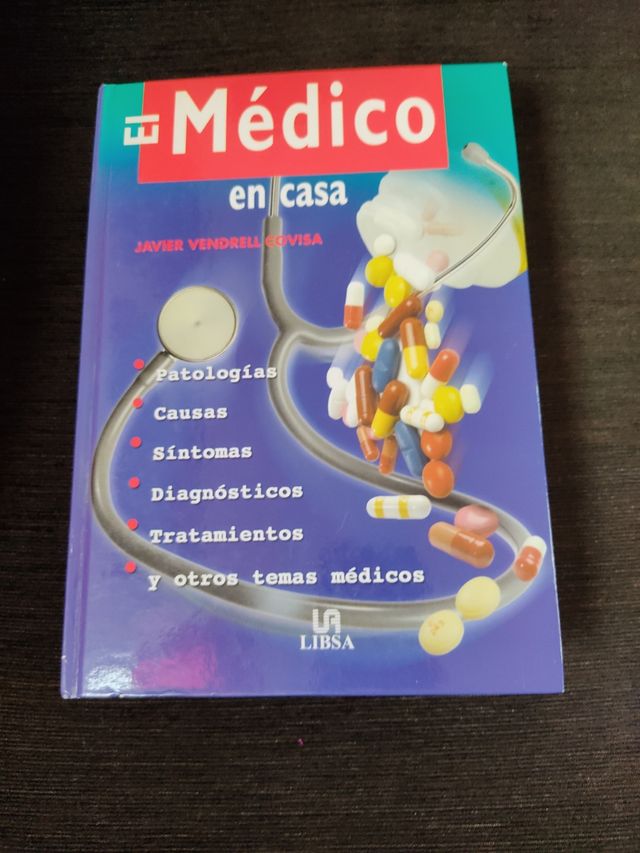 El Médico
en casa
JAVIER VENDRELL COVISA
Patologías
Causas
Síntomas
Diagnósticos
Tratamientos
y otros temas médicos
LIBSA